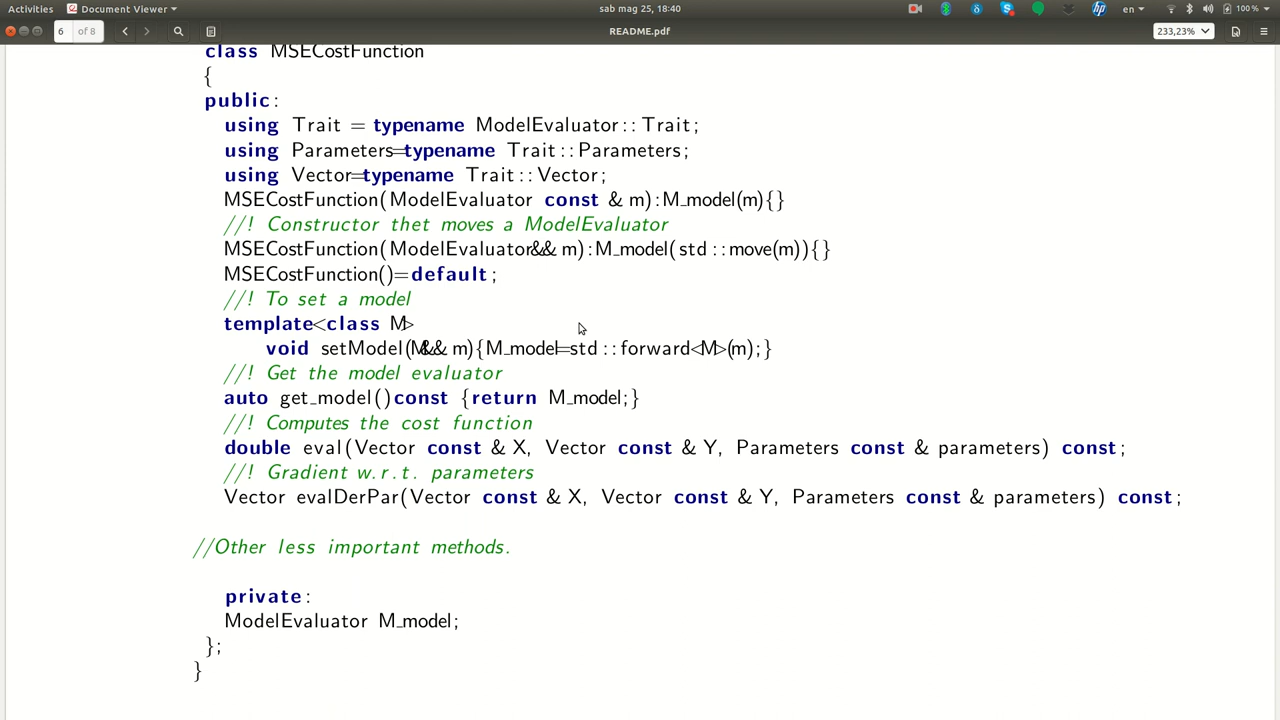 Activities Document Viewer sab mag 25, 18:40 en 100 %
6 of 8 README.pdf 233,23%
class MSECostFunction
{
public:
using Trait = typename ModelEvaluator::Trait;
using Parameters=typename Trait::Parameters;
using Vector=typename Trait::Vector;
MSECostFunction(ModelEvaluator const & m):M_model(m){}
//! Constructor thet moves a ModelEvaluator
MSECostFunction(ModelEvaluator&& m):M_model(std::move(m)){}
MSECostFunction()=default;
//! To set a model
template<class M>
void setModel(M&& m){M_model=std::forward<M>(m);}
//! Get the model evaluator
auto get_model()const {return M_model;}
//! Computes the cost function
double eval(Vector const & X, Vector const & Y, Parameters const & parameters) const;
//! Gradient w.r.t. parameters
Vector evalDerPar(Vector const & X, Vector const & Y, Parameters const & parameters) const;
//Other less important methods.
private:
ModelEvaluator M_model;
};
}